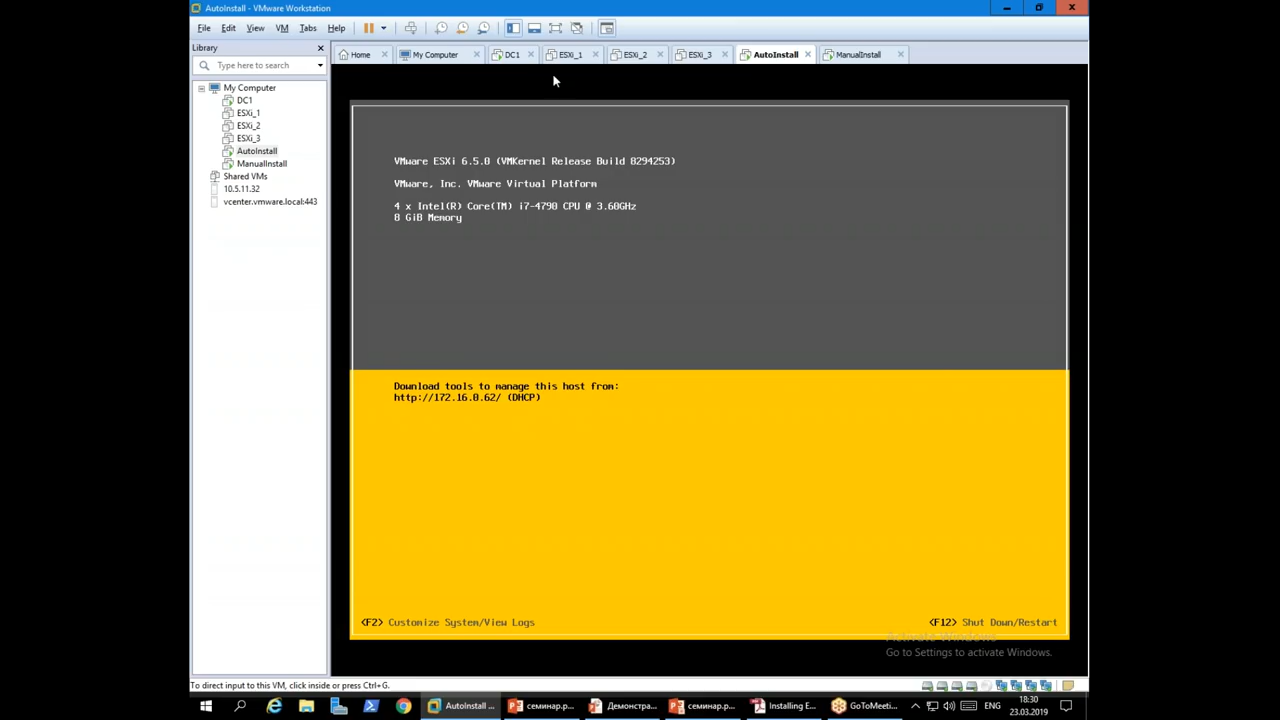 AutoInstall - VMware Workstation
File Edit View VM Tabs Help
Library
Type here to search
My Computer
DC1
ESXi_1
ESXi_2
ESXi_3
AutoInstall
ManualInstall
Shared VMs
10.5.11.32
vcenter.vmware.local:443
Home My Computer DC1 ESXi_1 ESXi_2 ESXi_3 AutoInstall ManualInstall
VMware ESXi 6.5.0 (VMKernel Release Build 8294253)
VMware, Inc. VMware Virtual Platform
4 x Intel(R) Core(TM) i7-4790 CPU @ 3.60GHz
8 GiB Memory
Download tools to manage this host from:
http://172.16.0.62/ (DHCP)
<F2> Customize System/View Logs
<F12> Shut Down/Restart
Activate Windows
Go to Settings to activate Windows.
To direct input to this VM, click inside or press Ctrl+G.
AutoInstall ... семинар.p... Демонстра... семинар.p... Installing E... GoToMeeti... ENG 18:30
23.03.2019